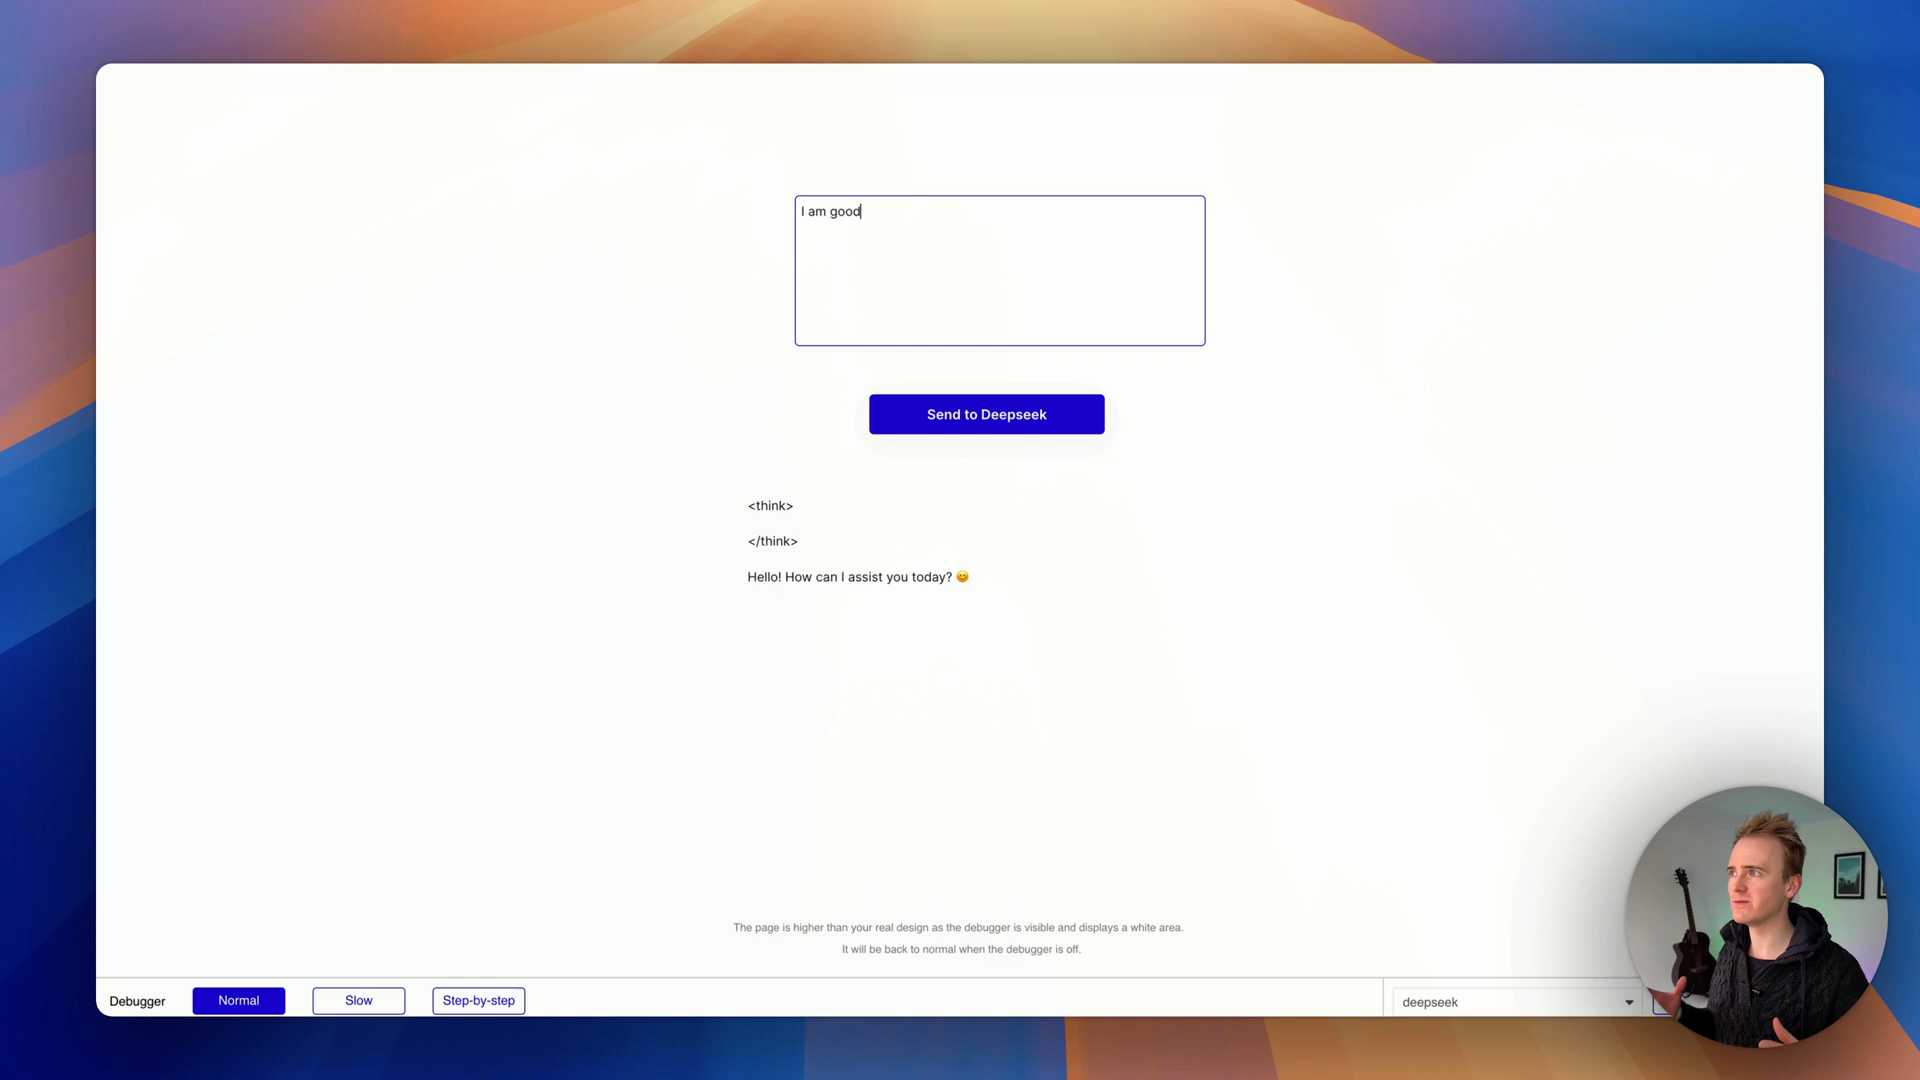 I am good
Send to Deepseek
<think>
</think>
Hello! How can I assist you today? 😊
The page is higher than your real design as the debugger is visible and displays a white area.
It will be back to normal when the debugger is off.
Debugger
Normal
Slow
Step-by-step
deepseek